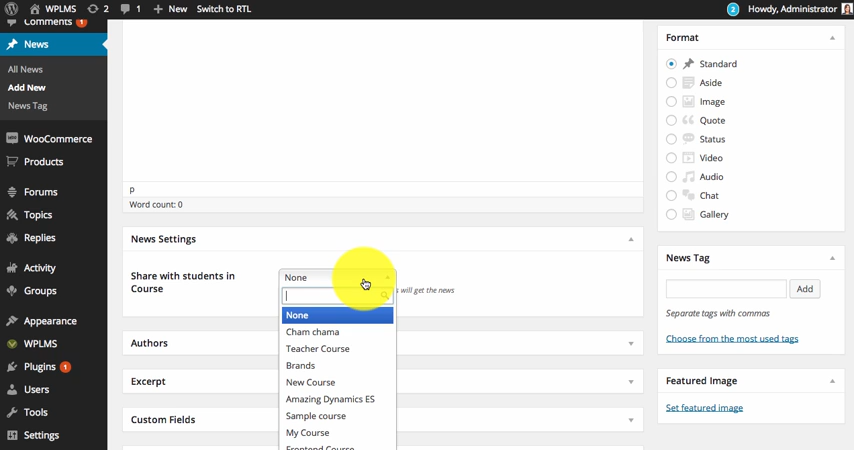 WPLMS 2 1 + New Switch to RTL 2 Howdy, Administrator
Comments 1
News
All News
Add New
News Tag
WooCommerce
Products
Forums
Topics
Replies
Activity
Groups
Appearance
WPLMS
Plugins 1
Users
Tools
Settings
p
Word count: 0
News Settings
Share with students in
Course
None
s will get the news
None
Cham chama
Teacher Course
Brands
New Course
Amazing Dynamics ES
Sample course
My Course
Frontend Course
Authors
Excerpt
Custom Fields
Format
Standard
Aside
Image
Quote
Status
Video
Audio
Chat
Gallery
News Tag
Add
Separate tags with commas
Choose from the most used tags
Featured Image
Set featured image